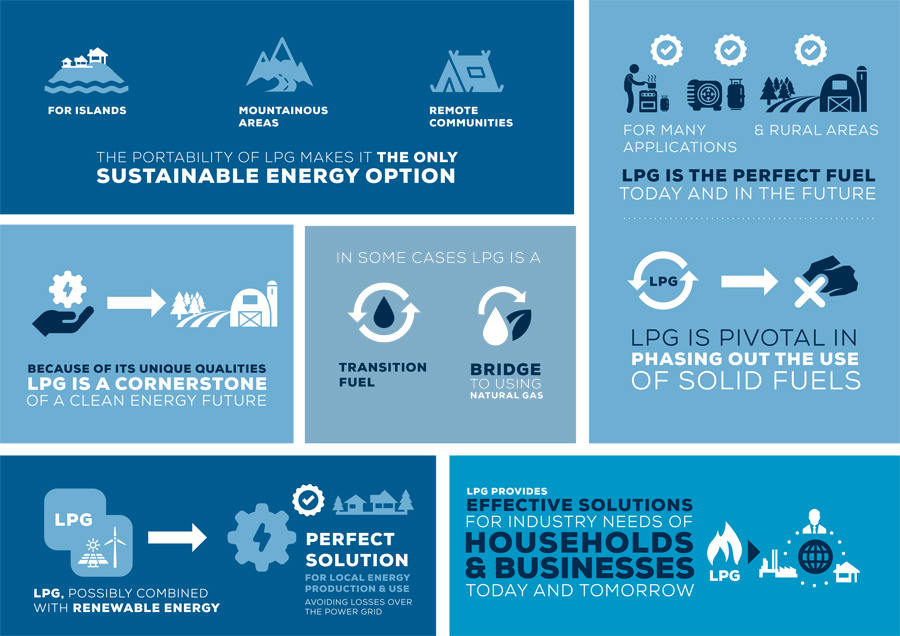 FOR ISLANDS
MOUNTAINOUS
AREAS
REMOTE
COMMUNITIES
THE PORTABILITY OF LPG MAKES IT THE ONLY
SUSTAINABLE ENERGY OPTION
FOR MANY
APPLICATIONS
& RURAL AREAS
LPG IS THE PERFECT FUEL
TODAY AND IN THE FUTURE
LPG
LPG IS PIVOTAL IN
PHASING OUT THE USE
OF SOLID FUELS
BECAUSE OF ITS UNIQUE QUALITIES
LPG IS A CORNERSTONE
OF A CLEAN ENERGY FUTURE
IN SOME CASES LPG IS A
TRANSITION
FUEL
BRIDGE
TO USING
NATURAL GAS
LPG
LPG, POSSIBLY COMBINED
WITH RENEWABLE ENERGY
PERFECT
SOLUTION
FOR LOCAL ENERGY
PRODUCTION & USE
AVOIDING LOSSES OVER
THE POWER GRID
LPG PROVIDES
EFFECTIVE SOLUTIONS
FOR INDUSTRY NEEDS OF
HOUSEHOLDS
& BUSINESSES
TODAY AND TOMORROW
LPG